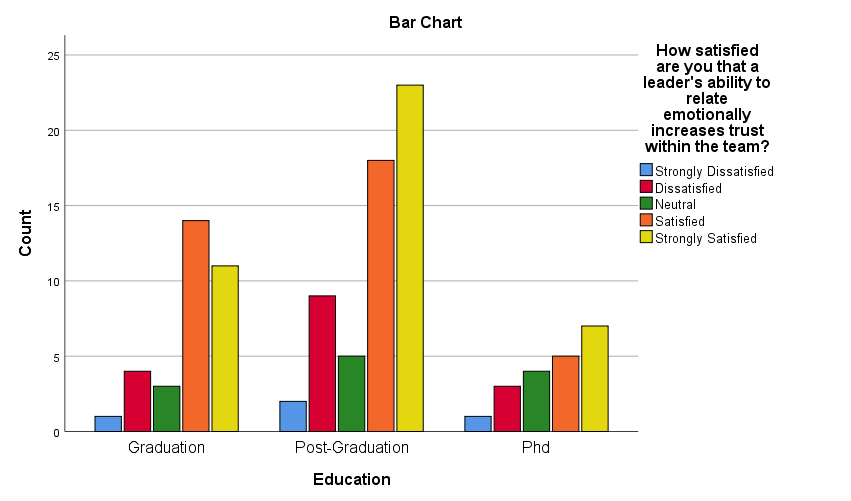 Bar Chart
How satisfied
are you that a
leader's ability to
relate
emotionally
increases trust
within the team?
Strongly Dissatisfied
Dissatisfied
Neutral
Satisfied
Strongly Satisfied
Count
25
20
15
10
5
0
Graduation
Post-Graduation
Phd
Education